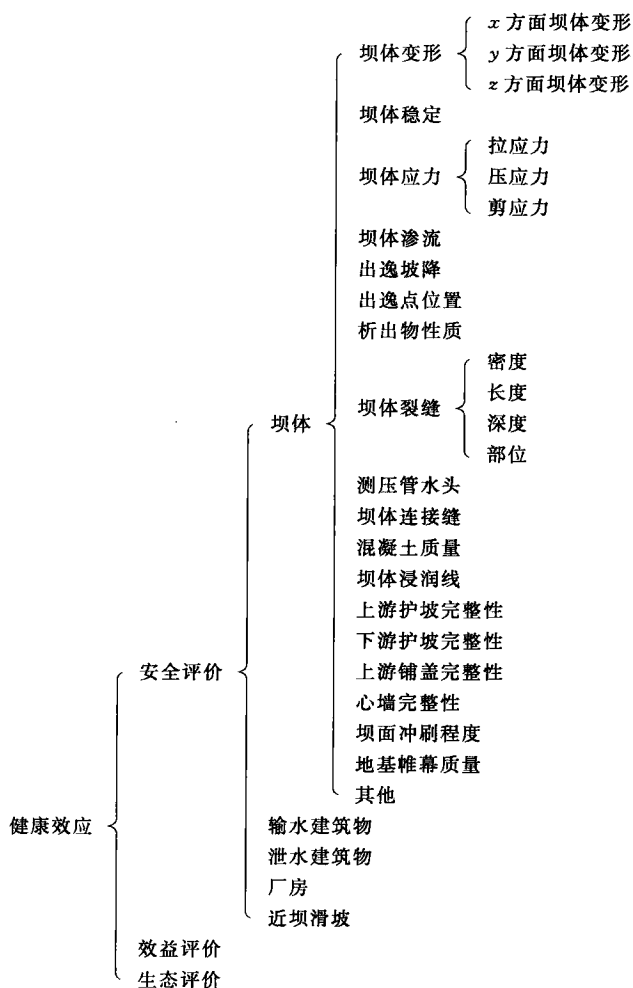 x 方面坝体变形
坝体变形
y 方面坝体变形
z 方面坝体变形
坝体稳定
拉应力
坝体应力
压应力
剪应力
坝体渗流
出逸坡降
出逸点位置
析出物性质
密度
长度
坝体裂缝
深度
坝体
部位
测压管水头
坝体连接缝
混凝土质量
坝体浸润线
上游护坡完整性
下游护坡完整性
安全评价
上游铺盖完整性
心墙完整性
坝面冲刷程度
地基帷幕质量
其他
健康效应
输水建筑物
泄水建筑物
厂房
近坝滑坡
效益评价
生态评价